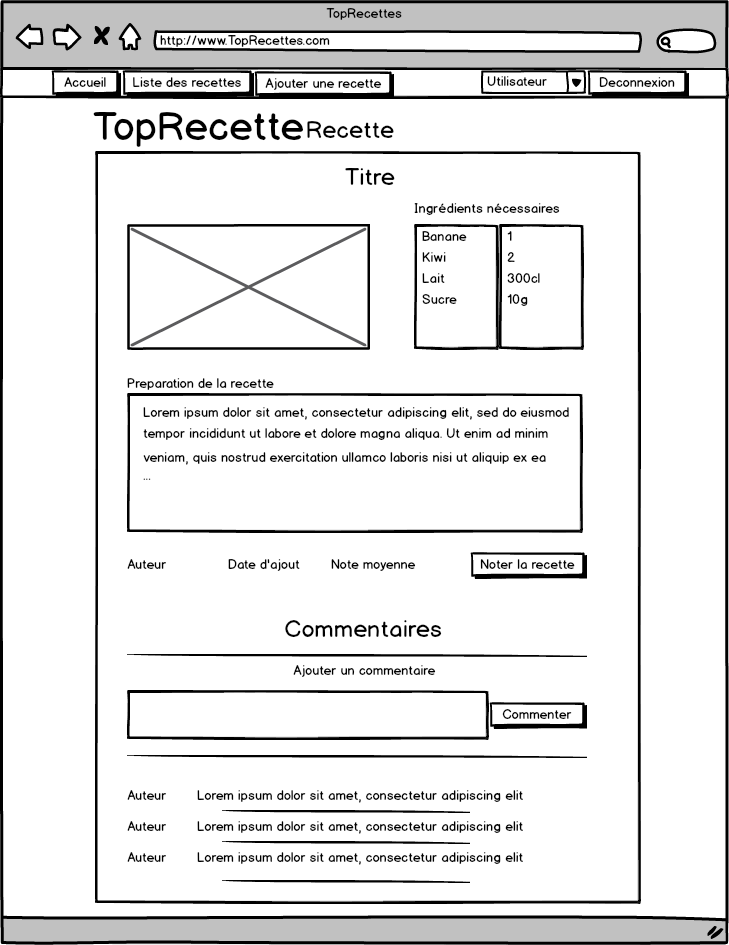 TopRecettes
http://www.TopRecettes.com
Accueil Liste des recettes Ajouter une recette Utilisateur Deconnexion
TopRecette Recette
Titre
Ingrédients nécessaires
Banane 1
Kiwi 2
Lait 300cl
Sucre 10g
Preparation de la recette
Lorem ipsum dolor sit amet, consectetur adipiscing elit, sed do eiusmod
tempor incididunt ut labore et dolore magna aliqua. Ut enim ad minim
veniam, quis nostrud exercitation ullamco laboris nisi ut aliquip ex ea
...
Auteur Date d'ajout Note moyenne Noter la recette
Commentaires
Ajouter un commentaire
Commenter
Auteur Lorem ipsum dolor sit amet, consectetur adipiscing elit
Auteur Lorem ipsum dolor sit amet, consectetur adipiscing elit
Auteur Lorem ipsum dolor sit amet, consectetur adipiscing elit